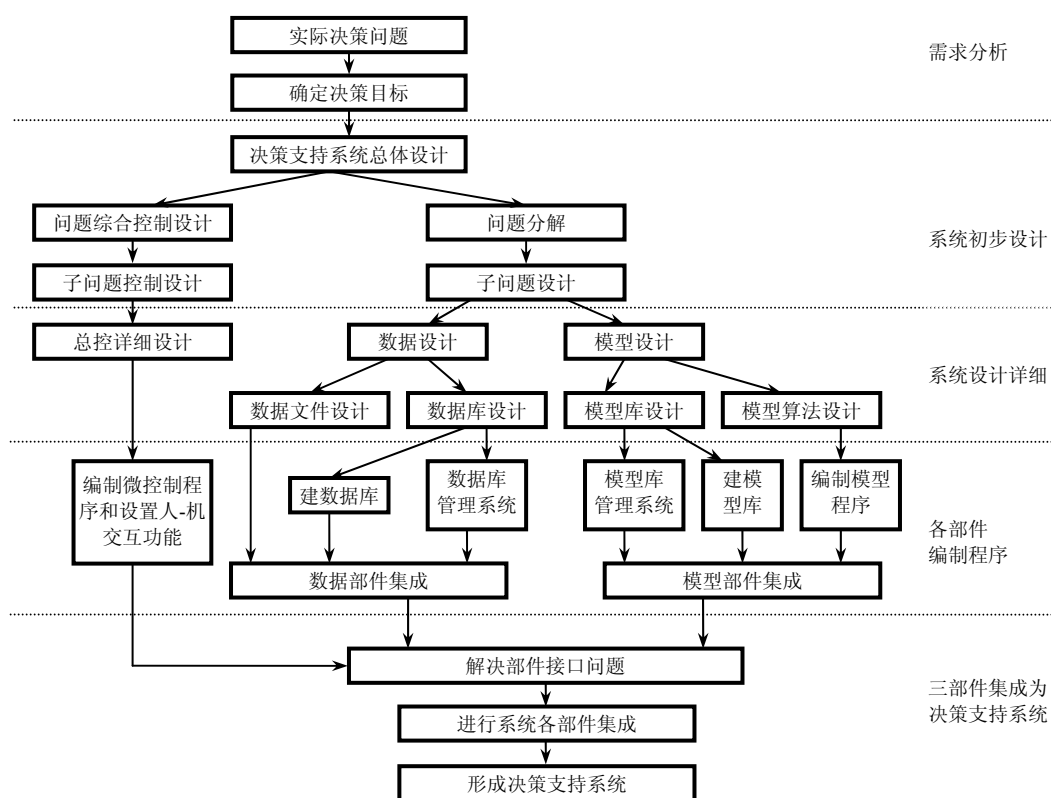 实际决策问题
需求分析
确定决策目标
决策支持系统总体设计
问题综合控制设计
问题分解
系统初步设计
子问题控制设计
子问题设计
总控详细设计
数据设计
模型设计
系统设计详细
数据文件设计
数据库设计
模型库设计
模型算法设计
编制微控制程
序和设置人-机
交互功能
建数据库
数据库
管理系统
模型库
管理系统
建模
型库
编制模型
程序
各部件
编制程序
数据部件集成
模型部件集成
解决部件接口问题
三部件集成为
决策支持系统
进行系统各部件集成
形成决策支持系统